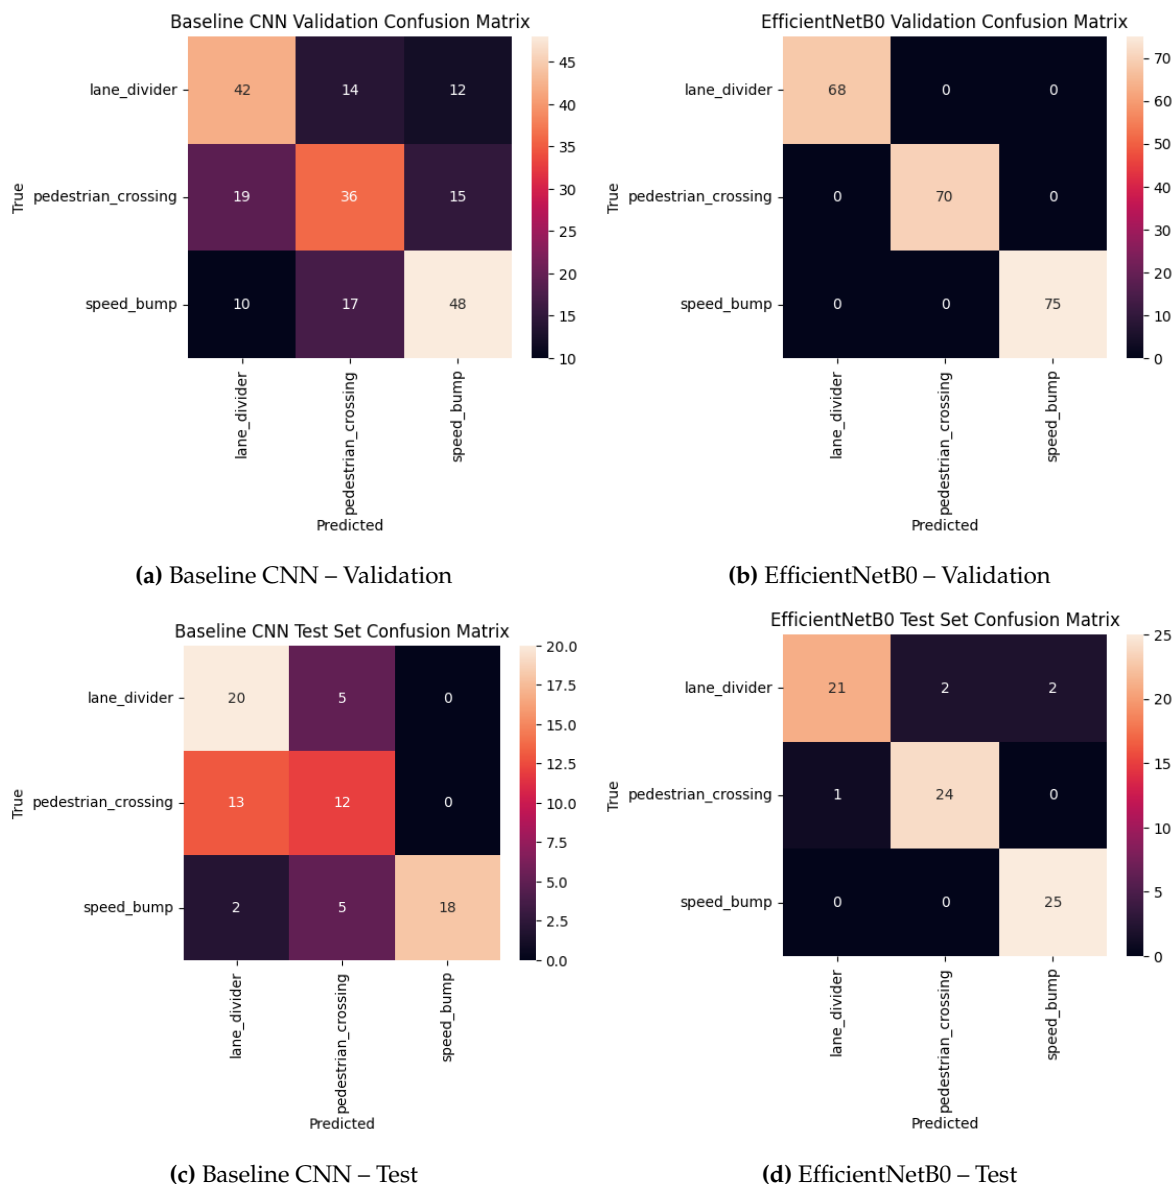 Baseline CNN Validation Confusion Matrix
True
lane_divider
42 14 12
pedestrian_crossing
19 36 15
speed_bump
10 17 48
45
40
35
30
25
20
15
10
lane_divider
pedestrian_crossing
speed_bump
Predicted
(a) Baseline CNN – Validation
EfficientNetB0 Validation Confusion Matrix
True
lane_divider
68 0 0
pedestrian_crossing
0 70 0
speed_bump
0 0 75
70
60
50
40
30
20
10
0
lane_divider
pedestrian_crossing
speed_bump
Predicted
(b) EfficientNetB0 – Validation
Baseline CNN Test Set Confusion Matrix
True
lane_divider
20 5 0
pedestrian_crossing
13 12 0
speed_bump
2 5 18
20.0
17.5
15.0
12.5
10.0
7.5
5.0
2.5
0.0
lane_divider
pedestrian_crossing
speed_bump
Predicted
(c) Baseline CNN – Test
EfficientNetB0 Test Set Confusion Matrix
True
lane_divider
21 2 2
pedestrian_crossing
1 24 0
speed_bump
0 0 25
25
20
15
10
5
0
lane_divider
pedestrian_crossing
speed_bump
Predicted
(d) EfficientNetB0 – Test